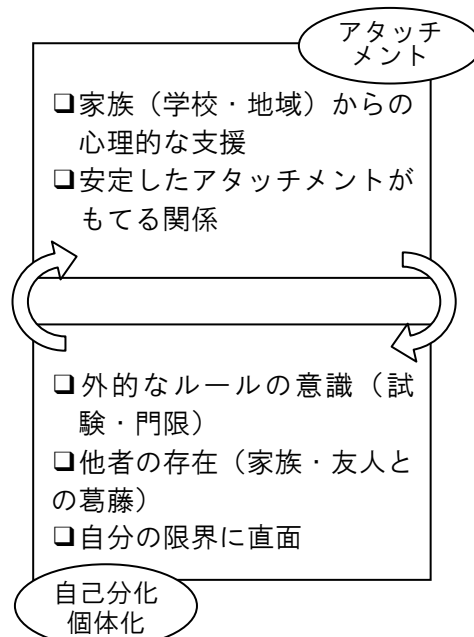 アタッチ
メント
❑家族（学校・地域）からの
心理的な支援
❑安定したアタッチメントが
もてる関係
❑外的なルールの意識（試
験・門限）
❑他者の存在（家族・友人と
の葛藤）
❑自分の限界に直面
自己分化
個体化